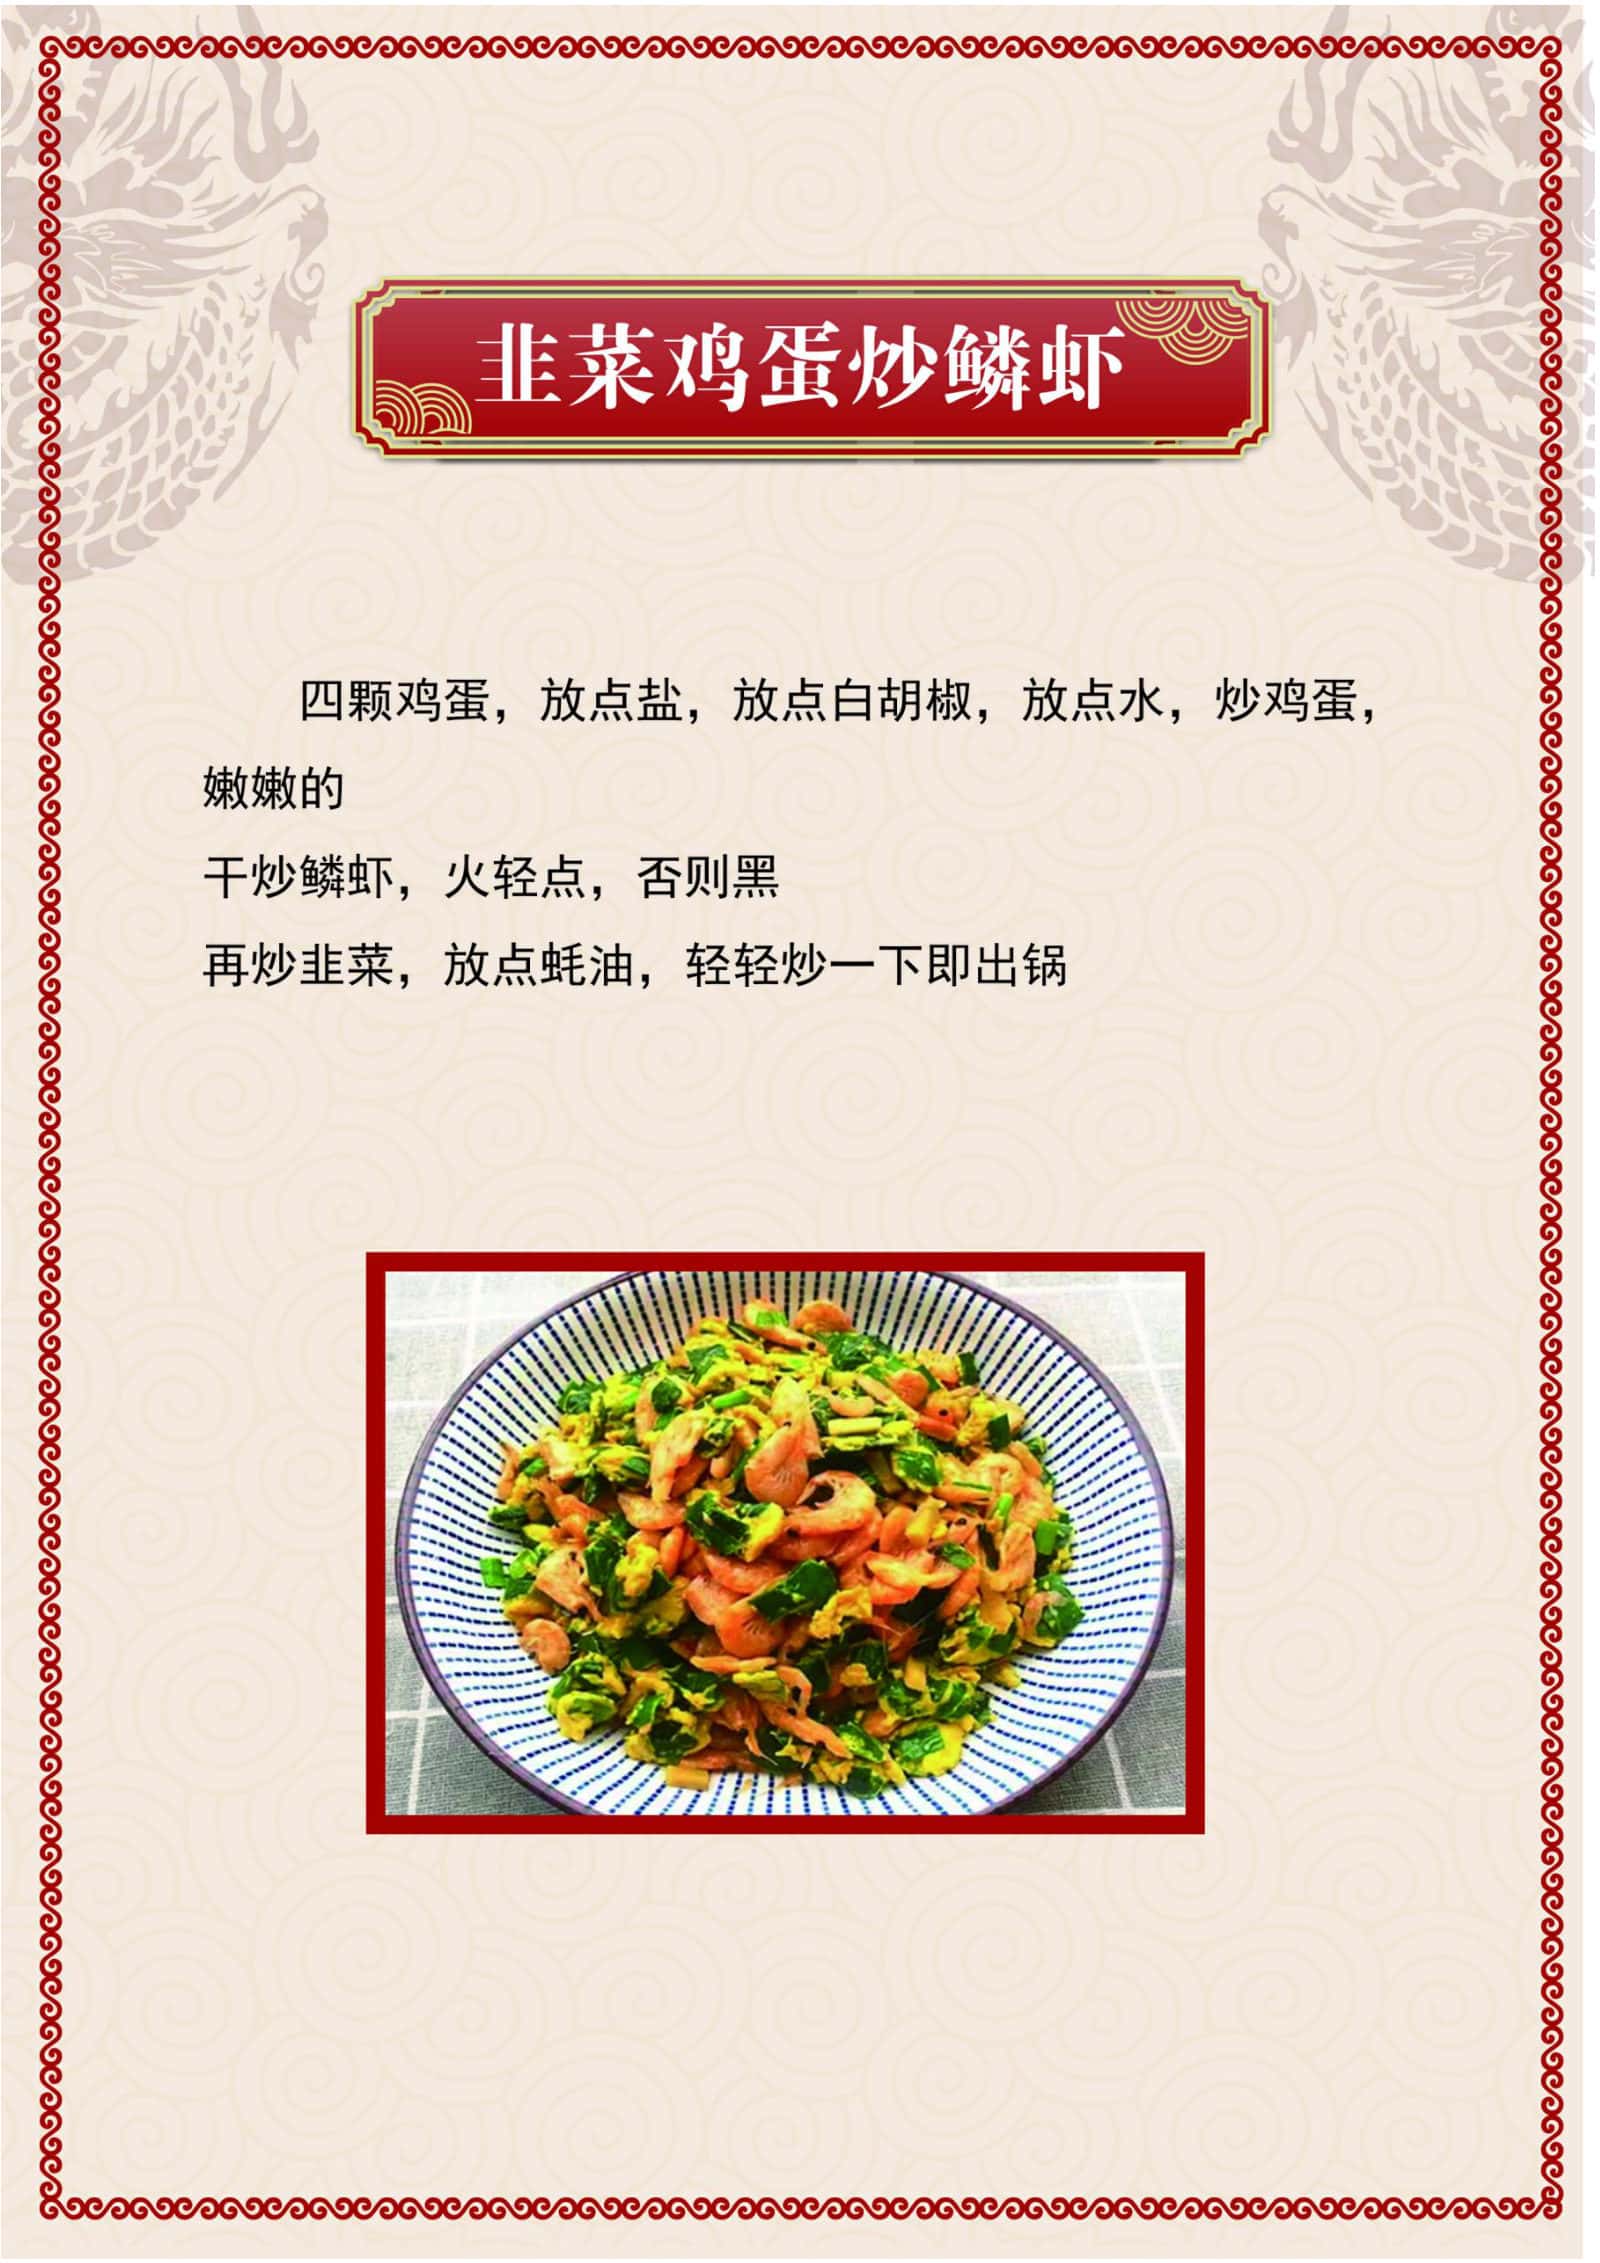 韭菜鸡蛋炒鳞虾
四颗鸡蛋，放点盐，放点白胡椒，放点水，炒鸡蛋，
嫩嫩的
干炒鳞虾，火轻点，否则黑
再炒韭菜，放点蚝油，轻轻炒一下即出锅